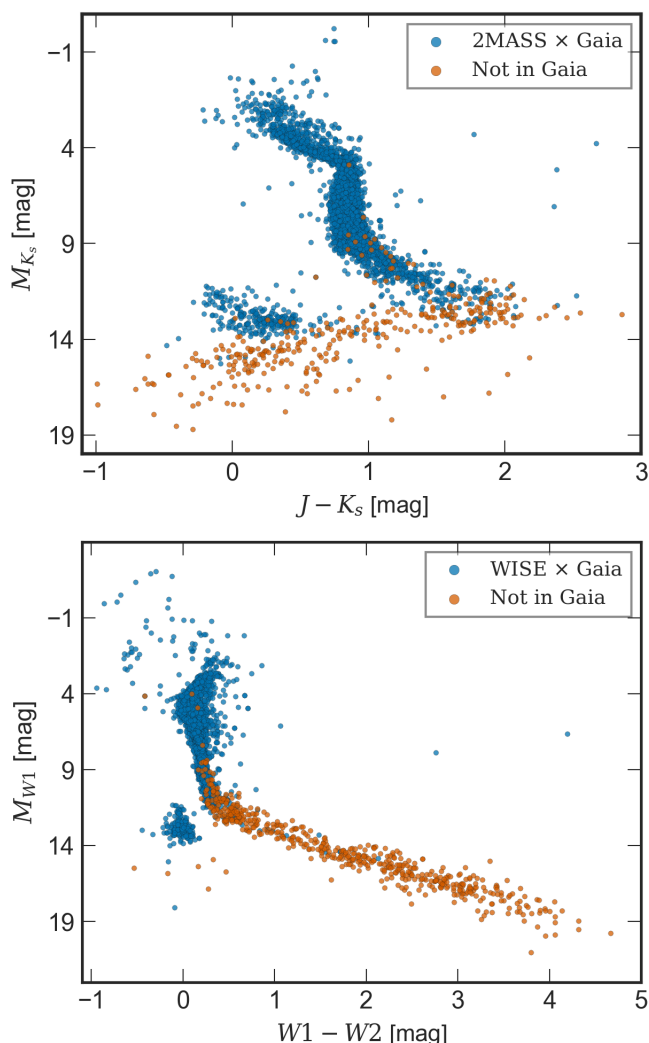 2MASS × Gaia
Not in Gaia
−1
4
9
14
19
M_{K_s} [mag]
−1 0 1 2 3
J − K_s [mag]
WISE × Gaia
Not in Gaia
−1
4
9
14
19
M_{W1} [mag]
−1 0 1 2 3 4 5
W1 − W2 [mag]